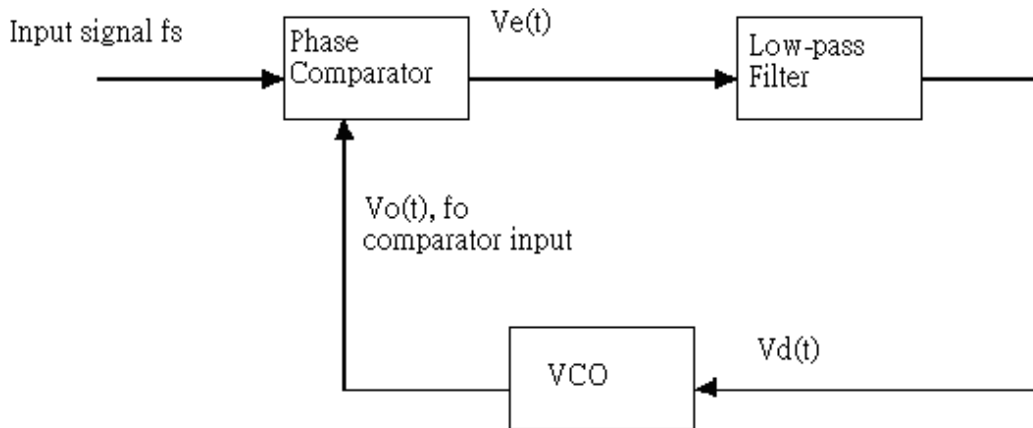 Input signal fs
Phase
Comparator
Ve(t)
Low-pass
Filter
Vo(t), fo
comparator input
VCO
Vd(t)